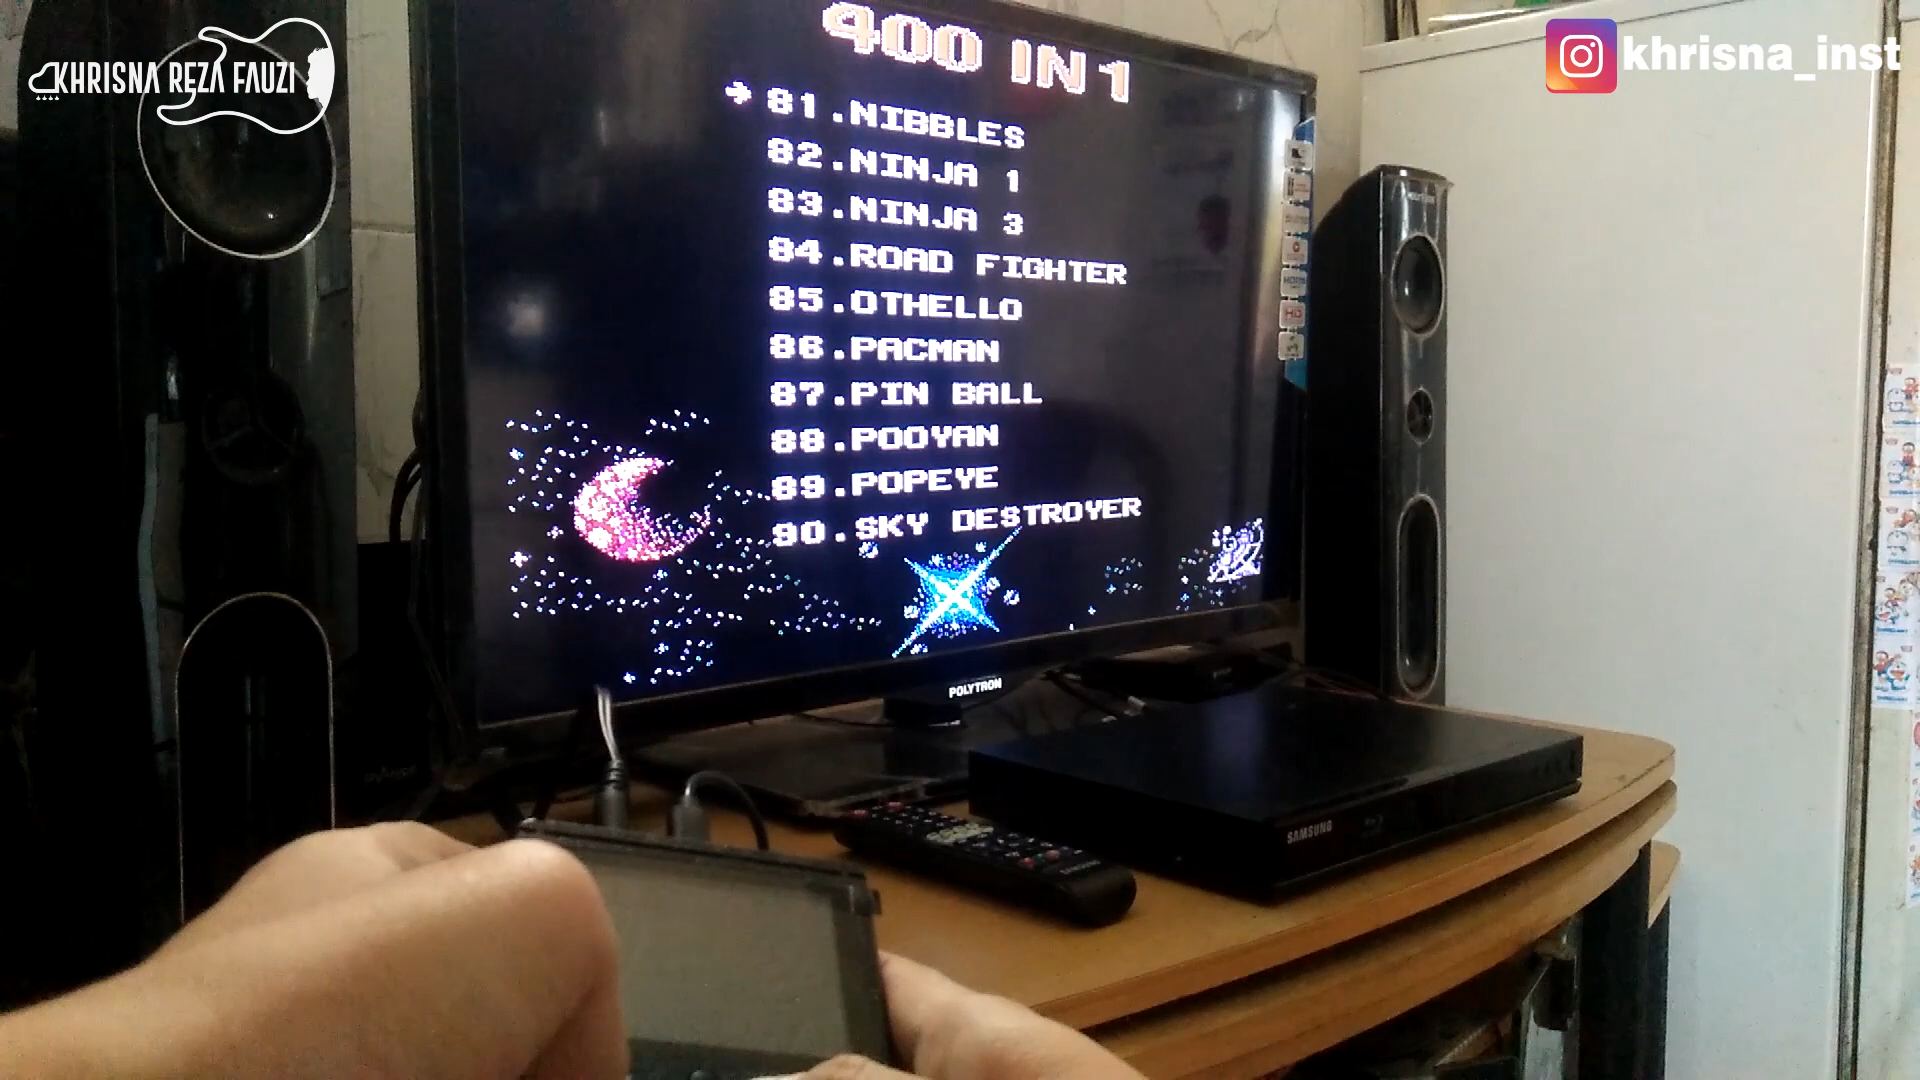 KHRISNA REZA FAUZI
khrisna_inst
400 IN 1
81.NIBBLES
82.NINJA 1
83.NINJA 3
84.ROAD FIGHTER
85.OTHELLO
86.PACMAN
87.PIN BALL
88.POOYAN
89.POPEYE
90.SKY DESTROYER
POLYTRON
SAMSUNG